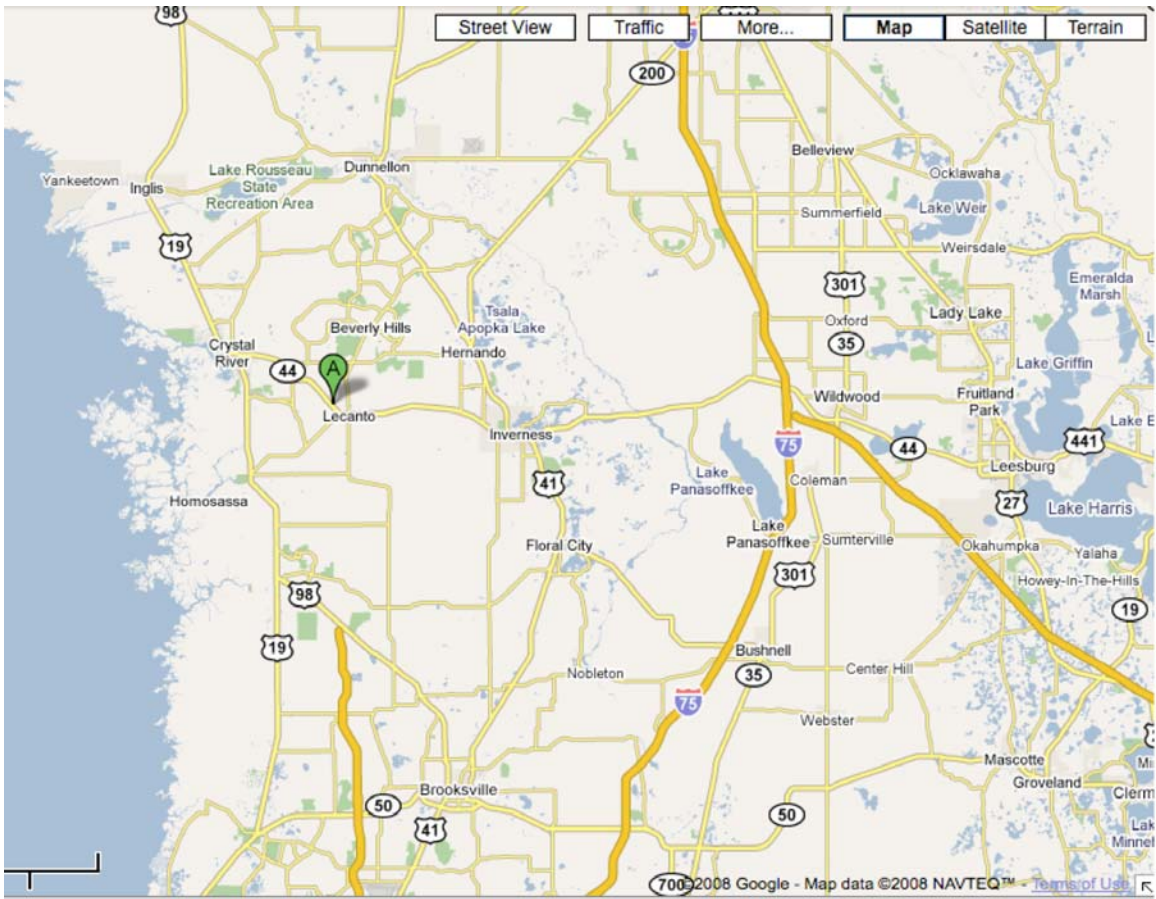 98
Street View
Traffic
More...
Map
Satellite
Terrain
200
Belleview
Dunnellon
Lake Rousseau
State
Recreation Area
Yankeetown
Inglis
Ocklawaha
Lake Weir
Summerfield
19
Weirsdale
301
Emeralda
Marsh
Tsala
Apopka Lake
Lady Lake
Oxford
Beverly Hills
35
Crystal
River
Hernando
Lake Griffin
44
A
Wildwood
Fruitland
Park
Lecanto
Inverness
75
44
441
Leesburg
Lake
Panasoffkee
Coleman
41
Homosassa
27
Lake Harris
Lake
Panasoffkee
Sumterville
Floral City
Okahumpka
Yalaha
301
Howey-In-The-Hills
98
19
19
Bushnell
Nobleton
35
Center Hill
75
Webster
Mascotte
Groveland
Brooksville
50
50
41
700
©2008 Google - Map data ©2008 NAVTEQ™ - Terms of Use